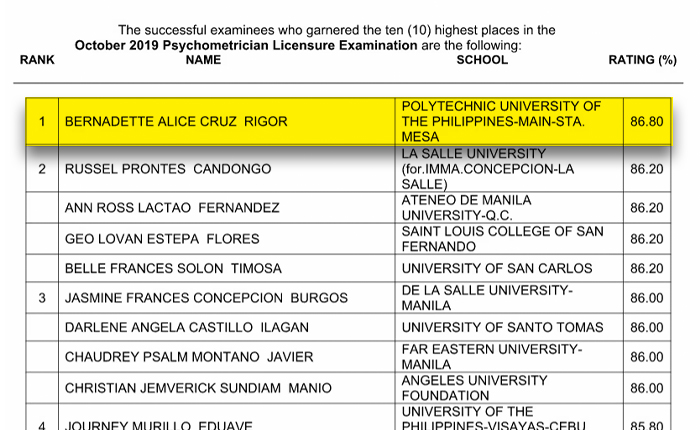 The successful examinees who garnered the ten (10) highest places in the
October 2019 Psychometrician Licensure Examination are the following:
RANK NAME SCHOOL RATING (%)
1 BERNADETTE ALICE CRUZ RIGOR POLYTECHNIC UNIVERSITY OF THE PHILIPPINES-MAIN-STA. MESA 86.80
2 RUSSEL PRONTES CANDONGO LA SALLE UNIVERSITY (for.IMMA.CONCEPCION-LA SALLE) 86.20
ANN ROSS LACTAO FERNANDEZ ATENEO DE MANILA UNIVERSITY-Q.C. 86.20
GEO LOVAN ESTEPA FLORES SAINT LOUIS COLLEGE OF SAN FERNANDO 86.20
BELLE FRANCES SOLON TIMOSA UNIVERSITY OF SAN CARLOS 86.20
3 JASMINE FRANCES CONCEPCION BURGOS DE LA SALLE UNIVERSITY-MANILA 86.00
DARLENE ANGELA CASTILLO ILAGAN UNIVERSITY OF SANTO TOMAS 86.00
CHAUDREY PSALM MONTANO JAVIER FAR EASTERN UNIVERSITY-MANILA 86.00
CHRISTIAN JEMVERICK SUNDIAM MANIO ANGELES UNIVERSITY FOUNDATION 86.00
4 JOURNEY MURILLO EDUAVE UNIVERSITY OF THE PHILIPPINES-VISAYAS-CEBU 85.80